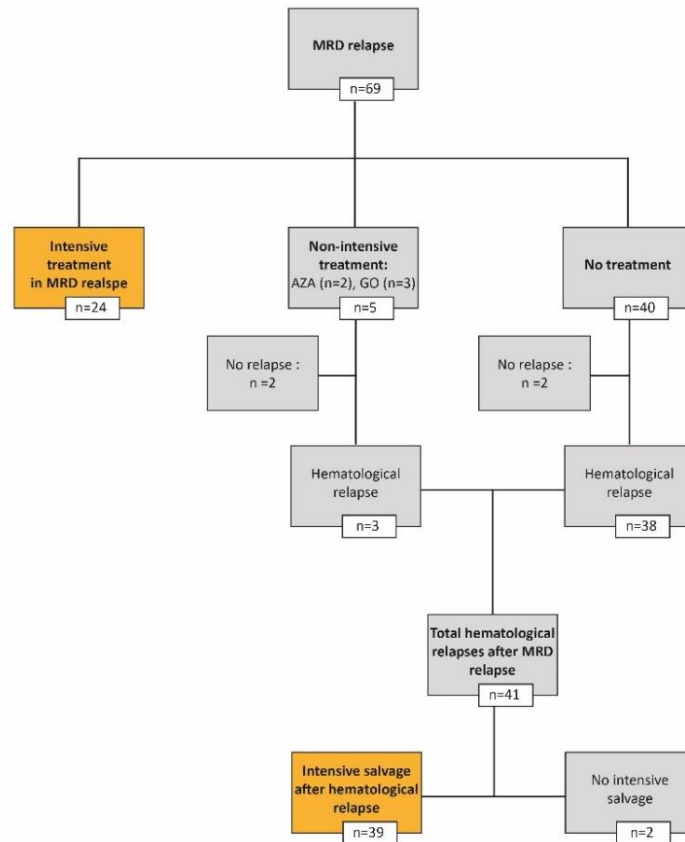 MRD relapse
n=69
Intensive
treatment
in MRD realspe
n=24
Non-intensive
treatment:
AZA (n=2), GO (n=3)
n=5
No treatment
n=40
No relapse :
n =2
No relapse :
n =2
Hematological
relapse
n=3
Hematological
relapse
n=38
Total hematological
relapses after MRD
relapse
n=41
Intensive salvage
after hematological
relapse
n=39
No intensive
salvage
n=2